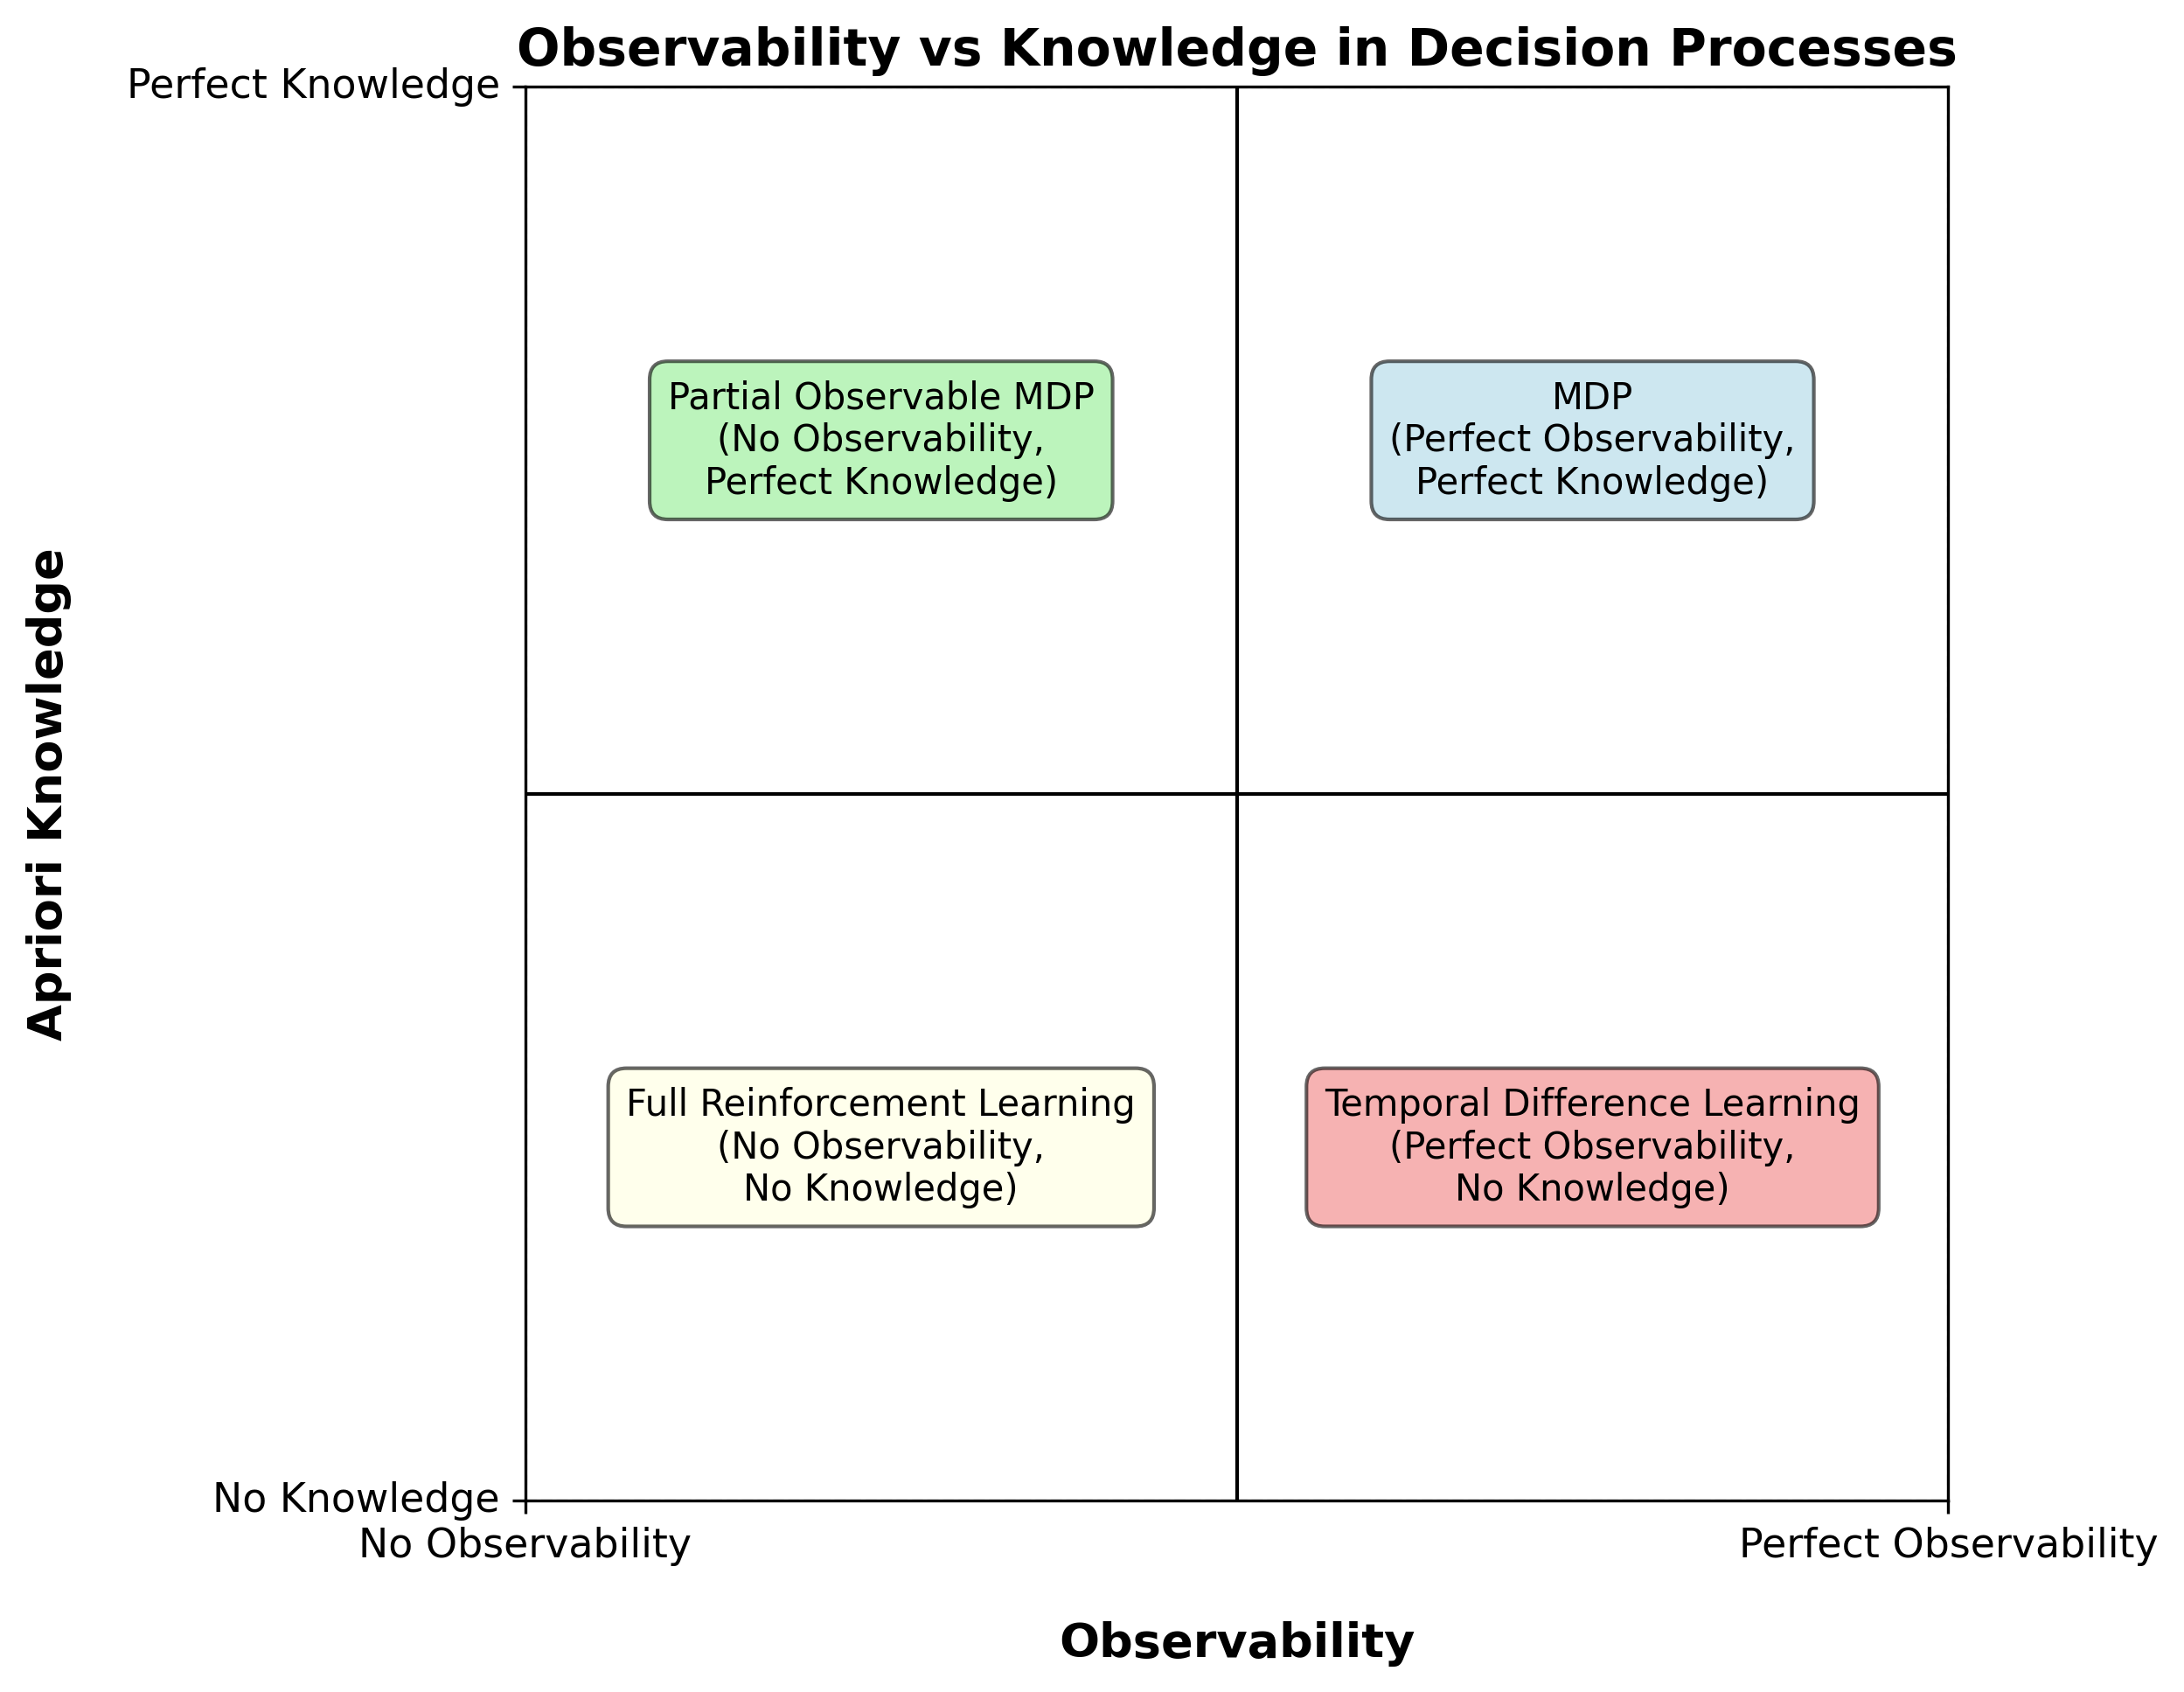 Observability vs Knowledge in Decision Processes
Perfect Knowledge
Partial Observable MDP
(No Observability,
Perfect Knowledge)
MDP
(Perfect Observability,
Perfect Knowledge)
Apriori Knowledge
Full Reinforcement Learning
(No Observability,
No Knowledge)
Temporal Difference Learning
(Perfect Observability,
No Knowledge)
No Knowledge
No Observability
Perfect Observability
Observability